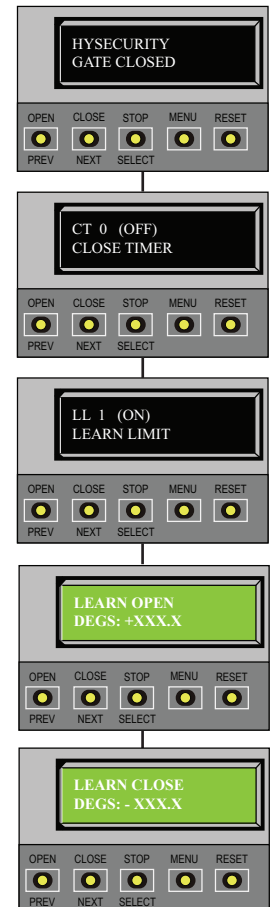 HYSECURITY
GATE CLOSED
OPEN CLOSE STOP MENU RESET
PREV NEXT SELECT
CT 0 (OFF)
CLOSE TIMER
OPEN CLOSE STOP MENU RESET
PREV NEXT SELECT
LL 1 (ON)
LEARN LIMIT
OPEN CLOSE STOP MENU RESET
PREV NEXT SELECT
LEARN OPEN
DEGS: +XXX.X
OPEN CLOSE STOP MENU RESET
PREV NEXT SELECT
LEARN CLOSE
DEGS: - XXX.X
OPEN CLOSE STOP MENU RESET
PREV NEXT SELECT